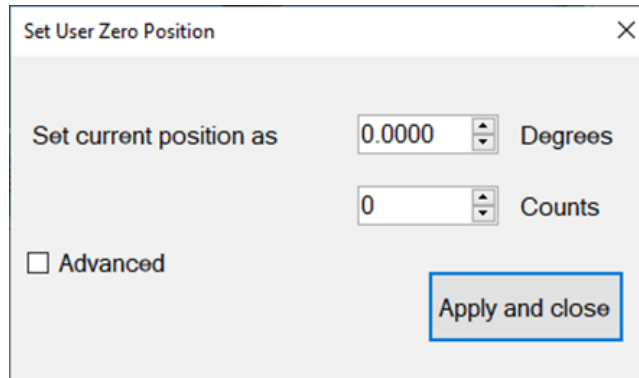 Set User Zero Position
Set current position as 0.0000 Degrees
0 Counts
Advanced
Apply and close